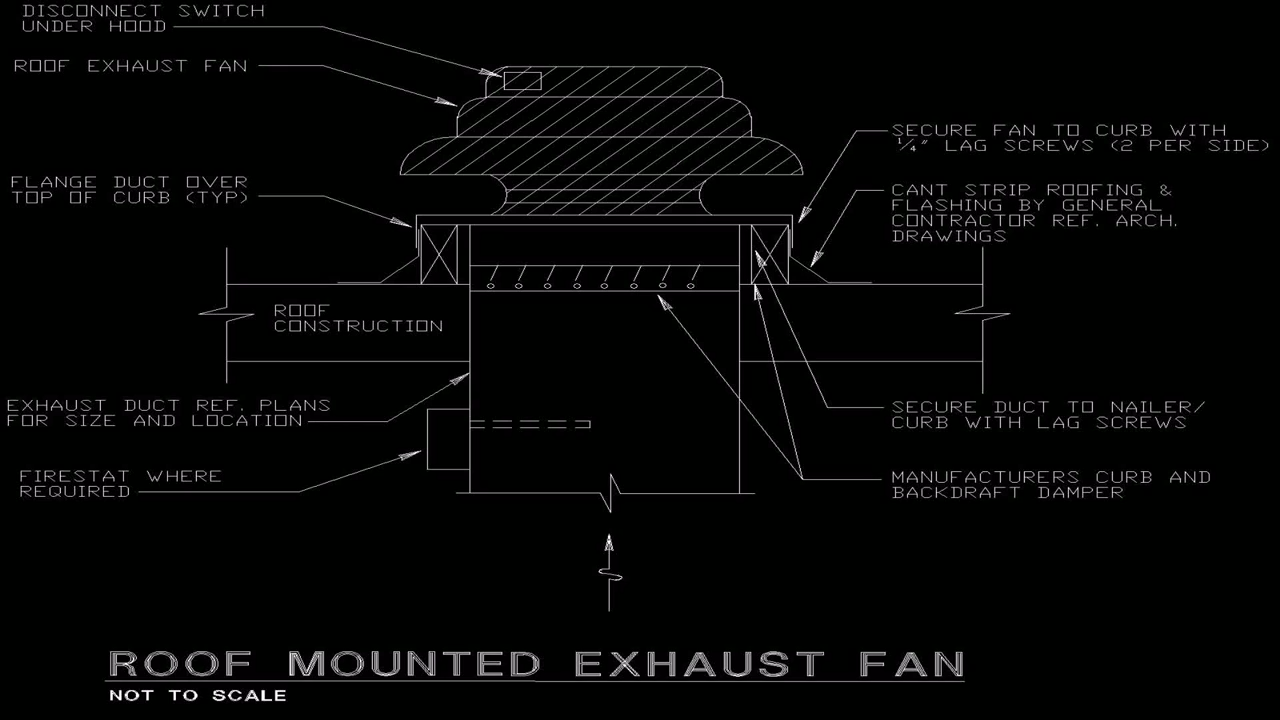 DISCONNECT SWITCH
UNDER HOOD
ROOF EXHAUST FAN
FLANGE DUCT OVER
TOP OF CURB (TYP)
SECURE FAN TO CURB WITH
1/4" LAG SCREWS (2 PER SIDE)
CANT STRIP ROOFING &
FLASHING BY GENERAL
CONTRACTOR REF. ARCH.
DRAWINGS
ROOF
CONSTRUCTION
EXHAUST DUCT REF. PLANS
FOR SIZE AND LOCATION
FIRESTAT WHERE
REQUIRED
SECURE DUCT TO NAILER/
CURB WITH LAG SCREWS
MANUFACTURERS CURB AND
BACKDRAFT DAMPER
ROOF MOUNTED EXHAUST FAN
NOT TO SCALE